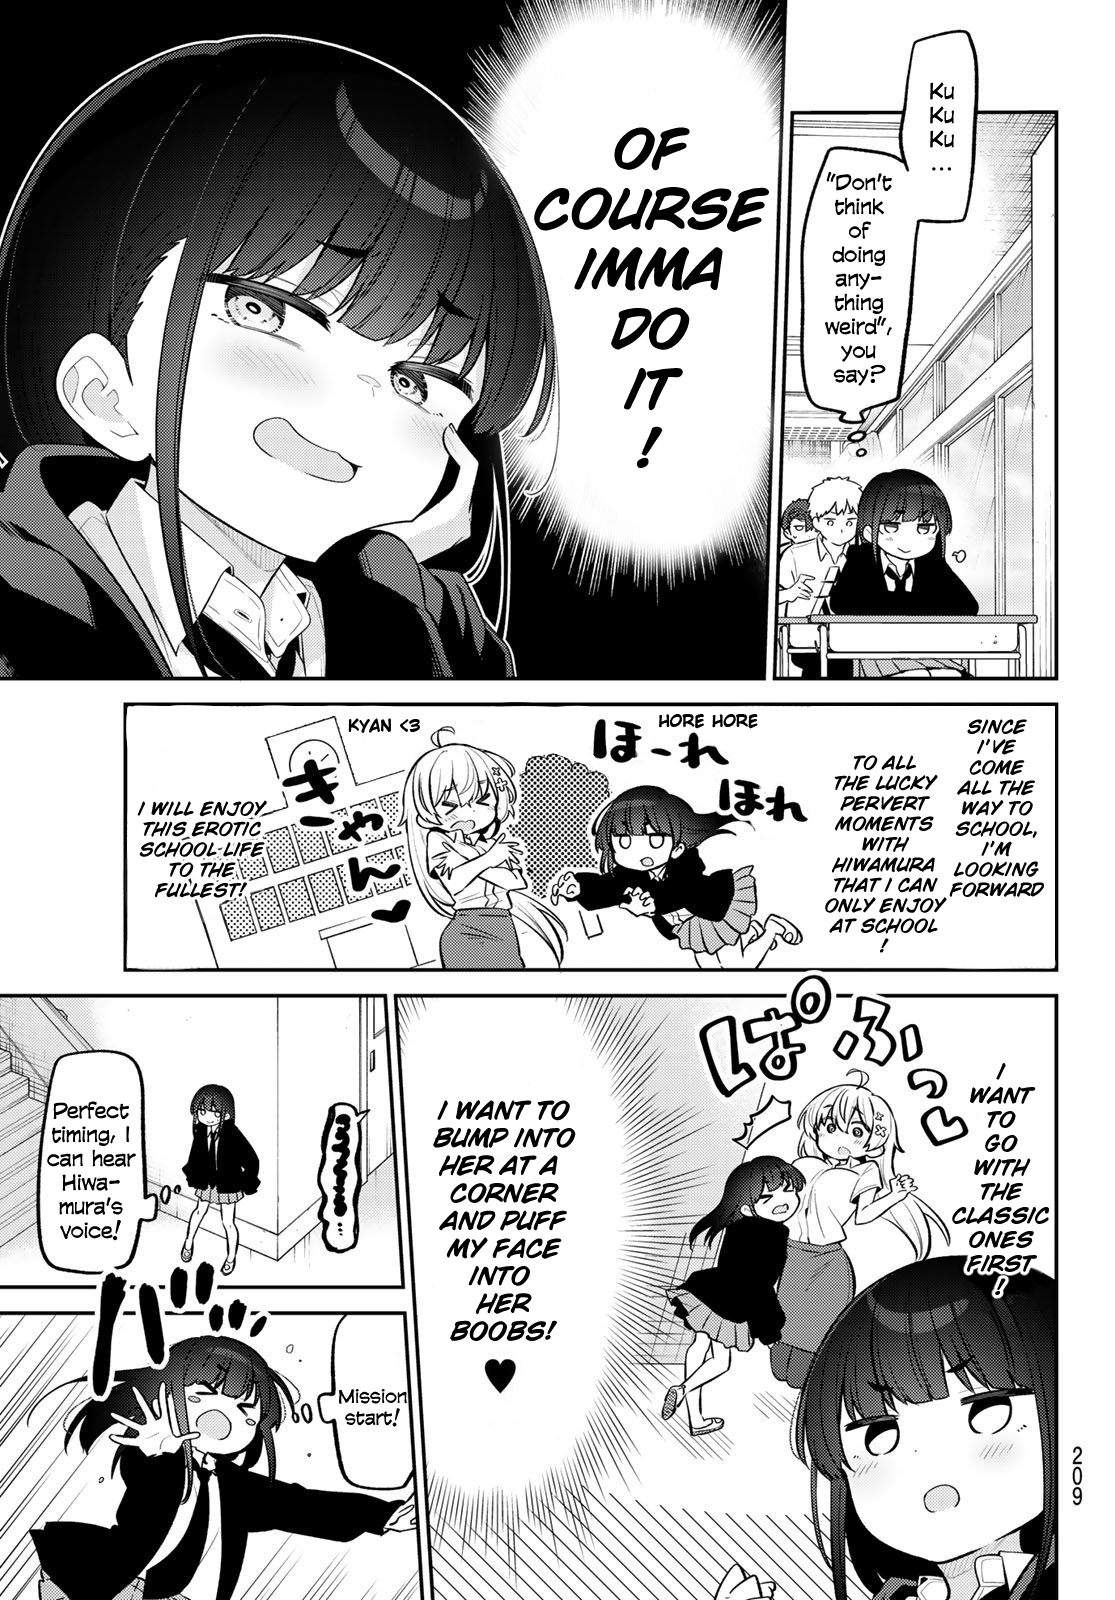 Ku
Ku
Ku
...
"Don't
think
of
doing
any-
thing
weird",
you
say?
OF
COURSE
IMMA
DO
IT
!
SINCE
I'VE
COME
ALL THE
WAY TO
SCHOOL,
I'M
LOOKING
FORWARD
TO ALL
THE LUCKY
PERVERT
MOMENTS
WITH
HIWAMURA
THAT I CAN
ONLY ENJOY
AT SCHOOL
!
HORE HORE
ほーれ
ほれ
KYAN <3
きゃん
I WILL ENJOY
THIS EROTIC
SCHOOL LIFE
TO THE
FULLEST!
I
WANT
TO
GO
WITH
THE
CLASSIC
ONES
FIRST
!
ぱふっ
I WANT TO
BUMP INTO
HER AT A
CORNER
AND PUFF
MY FACE
INTO
HER
BOOBS!
♥
Perfect
timing, I
can hear
Hiwa-
mura's
voice!
Mission
start!
バッ
209